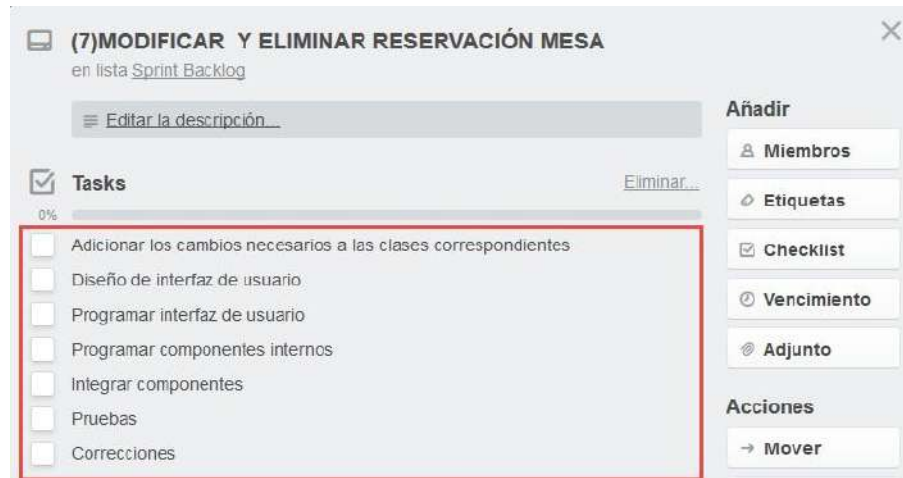 (7)MODIFICAR Y ELIMINAR RESERVACIÓN MESA
en lista Sprint Backlog
Editar la descripción...
Tasks
Eliminar...
0%
Adicionar los cambios necesarios a las clases correspondientes
Diseño de interfaz de usuario
Programar interfaz de usuario
Programar componentes internos
Integrar componentes
Pruebas
Correcciones
Añadir
Miembros
Etiquetas
Checklist
Vencimiento
Adjunto
Acciones
Mover